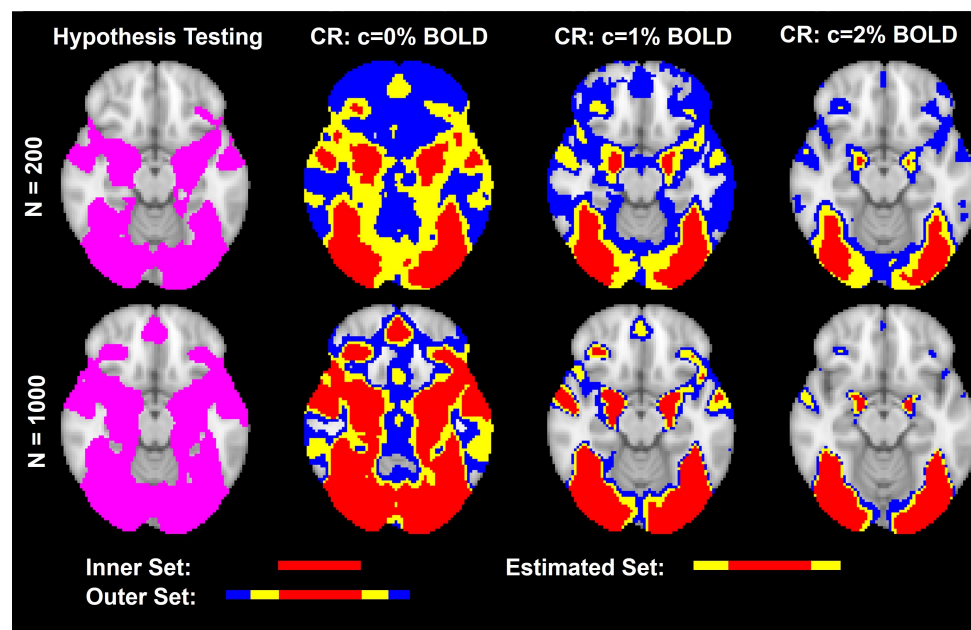 Hypothesis Testing CR: c=0% BOLD CR: c=1% BOLD CR: c=2% BOLD
N = 200
N = 1000
Inner Set: Estimated Set:
Outer Set: